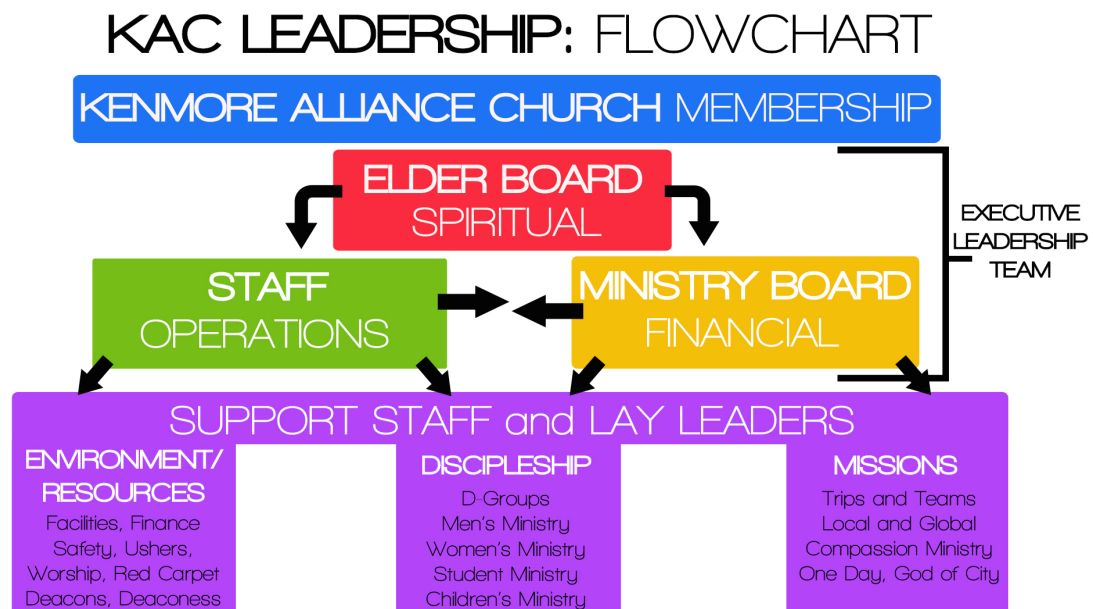 KAC LEADERSHIP: FLOWCHART
KENMORE ALLIANCE CHURCH MEMBERSHIP
ELDER BOARD
SPIRITUAL
EXECUTIVE
LEADERSHIP
TEAM
STAFF
OPERATIONS
MINISTRY BOARD
FINANCIAL
SUPPORT STAFF and LAY LEADERS
ENVIRONMENT/
RESOURCES
Facilities, Finance
Safety, Ushers,
Worship, Red Carpet
Deacons, Deaconess
DISCIPLESHIP
D-Groups
Men's Ministry
Women's Ministry
Student Ministry
Children's Ministry
MISSIONS
Trips and Teams
Local and Global
Compassion Ministry
One Day, God of City